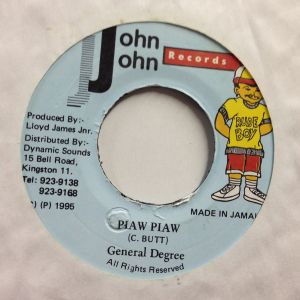 John
John
Records
Produced By:-
Lloyd James Jnr.
Distributed By:-
Dynamic Sounds
15 Bell Road,
Kingston 11.
Tel: 923-9138
923-9168
(P) 1995
RUDE
BOY
MADE IN JAMAI
PIAW PIAW
(C. BUTT)
General Degree
All Rights Reserved